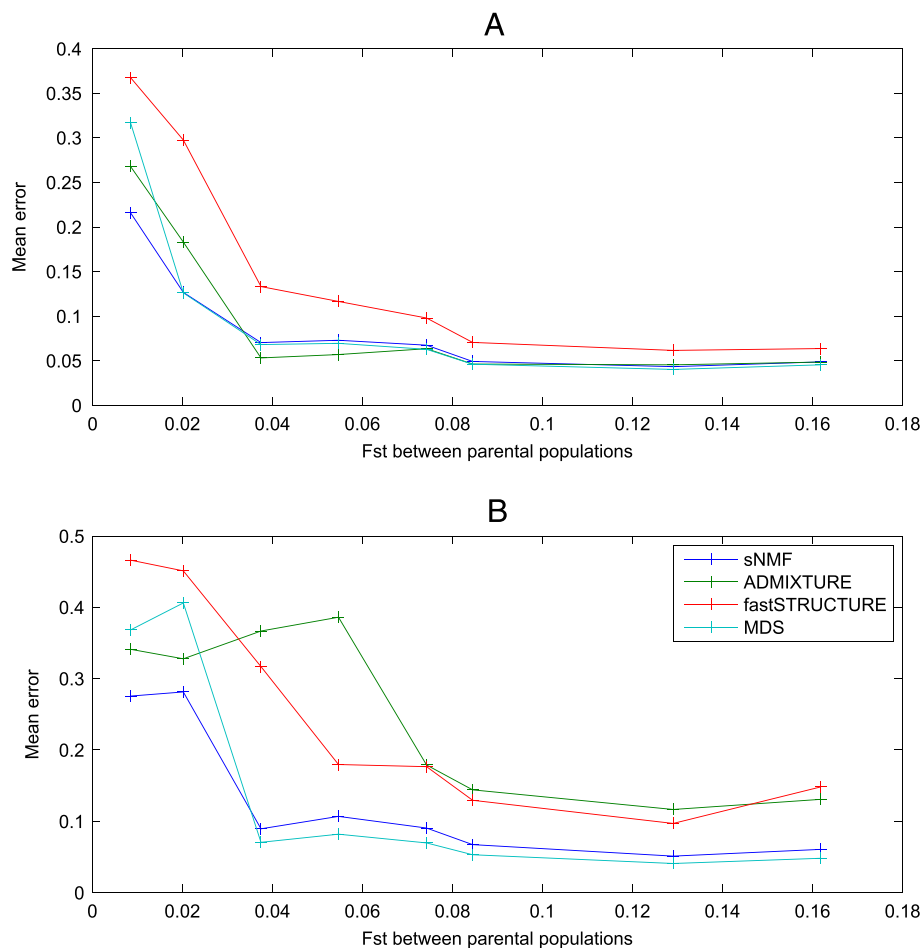 A
0.4
0.35
0.3
0.25
0.2
0.15
0.1
0.05
0
Mean error
0 0.02 0.04 0.06 0.08 0.1 0.12 0.14 0.16 0.18
Fst between parental populations
B
0.5
0.4
0.3
0.2
0.1
0
Mean error
sNMF
ADMIXTURE
fastSTRUCTURE
MDS
0 0.02 0.04 0.06 0.08 0.1 0.12 0.14 0.16 0.18
Fst between parental populations